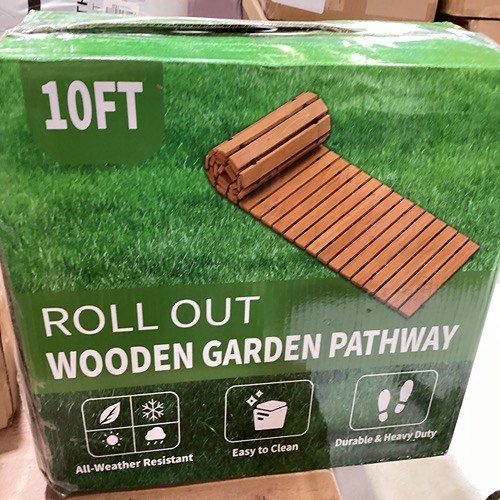 10FT
ROLL OUT
WOODEN GARDEN PATHWAY
All-Weather Resistant
Easy to Clean
Durable & Heavy Duty